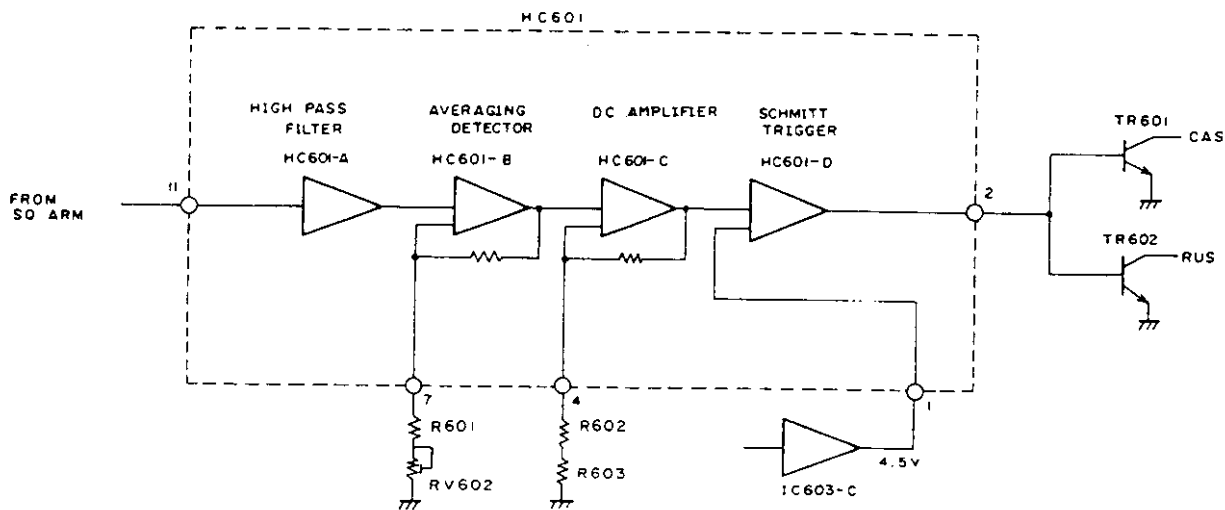 HC601
HIGH PASS
FILTER
HC601-A
AVERAGING
DETECTOR
HC601-B
DC AMPLIFIER
HC601-C
SCHMITT
TRIGGER
HC601-D
TR601
CAS
FROM
SQ ARM
11
2
TR602
RUS
7
4
1
R601
RV602
R602
R603
4.5V
IC603-C